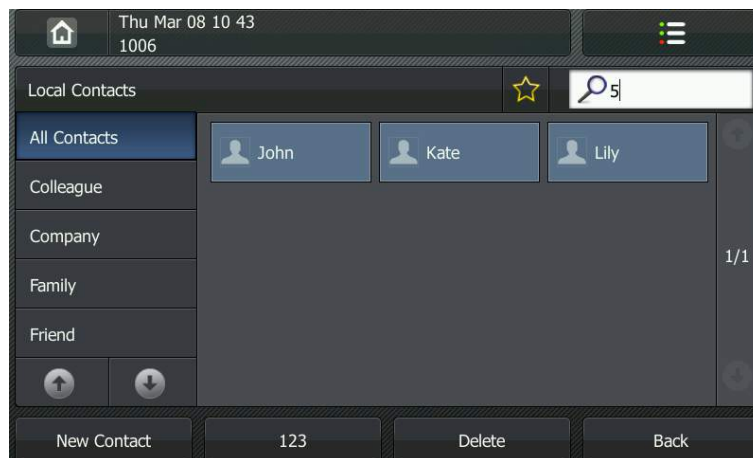 Thu Mar 08 10 43
1006
Local Contacts
5
All Contacts
John
Kate
Lily
Colleague
Company
1/1
Family
Friend
New Contact
123
Delete
Back